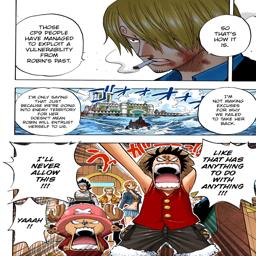 SO
THAT'S
HOW IT
IS.
THOSE
CP9 PEOPLE
HAVE
MANAGED
TO EXPLOIT A
VULNERABILITY
FROM
ROBIN'S PAST.
I'M NOT
MAKING
EXCUSES
FOR WHY
WE FAILED
TO TAKE HER
BACK.
I'M ONLY SAYING
THAT JUST
BECAUSE WE'RE GOING
INTO ENEMY TERRITORY
FOR HER
DOESN'T MEAN
ROBIN WILL ENTRUST
HERSELF TO US.
LIKE THAT
HAS
ANYTHING
TO DO
WITH
ANYTHING
!!!
I'LL
NEVER
ALLOW
THIS
!!!
YAAAH
!!